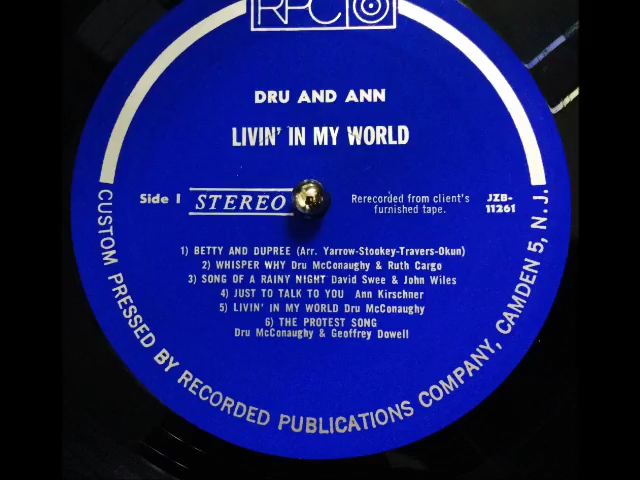 RPC
DRU AND ANN
LIVIN' IN MY WORLD
Side I STEREO
Rerecorded from client's
furnished tape.
JZB-
11261
1) BETTY AND DUPREE (Arr. Yarrow-Stookey-Travers-Okun)
2) WHISPER WHY Dru McConaughy & Ruth Cargo
3) SONG OF A RAINY NIGHT David Swee & John Wiles
4) JUST TO TALK TO YOU Ann Kirschner
5) LIVIN' IN MY WORLD Dru McConaughy
6) THE PROTEST SONG
Dru McConaughy & Geoffrey Dowell
CUSTOM PRESSED BY RECORDED PUBLICATIONS COMPANY, CAMDEN 5, N.J.